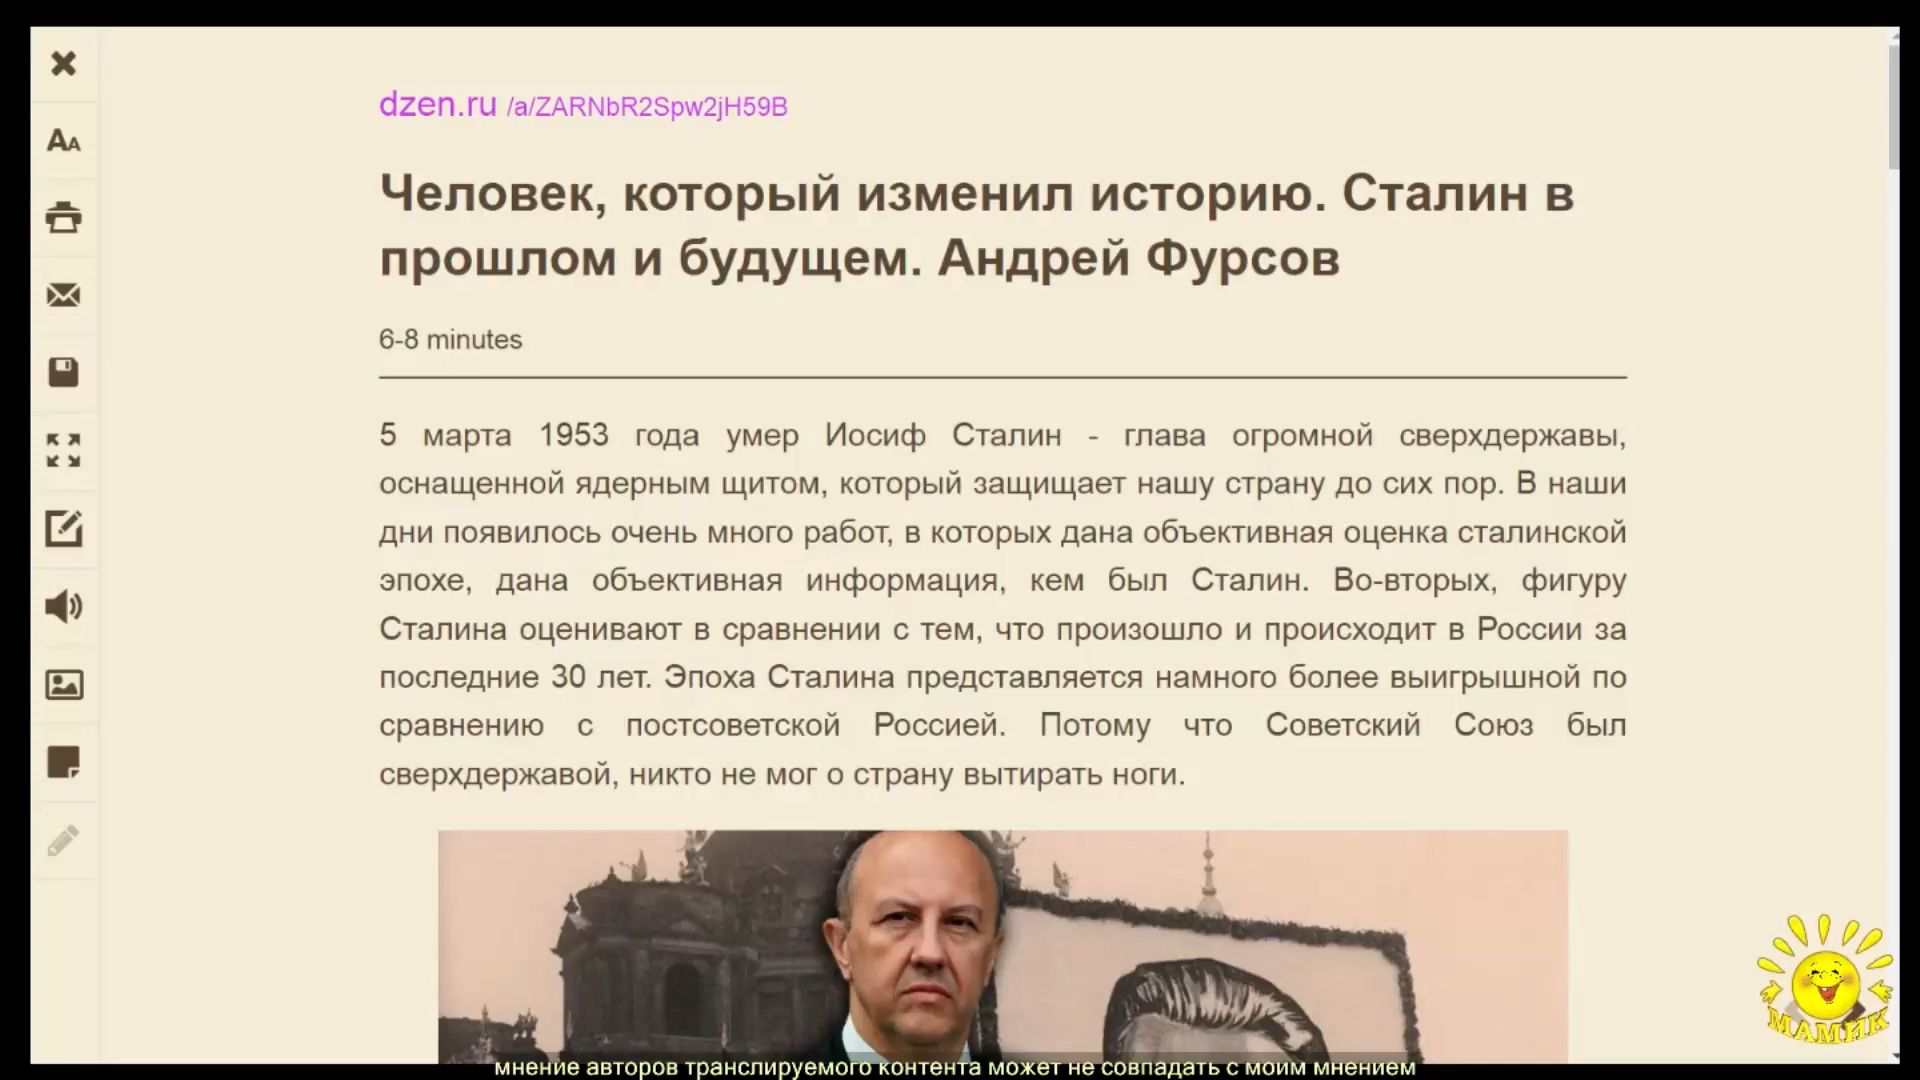 dzen.ru /a/ZARNbR2Spw2jH59B
Человек, который изменил историю. Сталин в
прошлом и будущем. Андрей Фурсов
6-8 minutes
5 марта 1953 года умер Иосиф Сталин - глава огромной сверхдержавы,
оснащенной ядерным щитом, который защищает нашу страну до сих пор. В наши
дни появилось очень много работ, в которых дана объективная оценка сталинской
эпохе, дана объективная информация, кем был Сталин. Во-вторых, фигуру
Сталина оценивают в сравнении с тем, что произошло и происходит в России за
последние 30 лет. Эпоха Сталина представляется намного более выигрышной по
сравнению с постсоветской Россией. Потому что Советский Союз был
сверхдержавой, никто не мог о страну вытирать ноги.
МАМИК
мнение авторов транслируемого контента может не совпадать с моим мнением